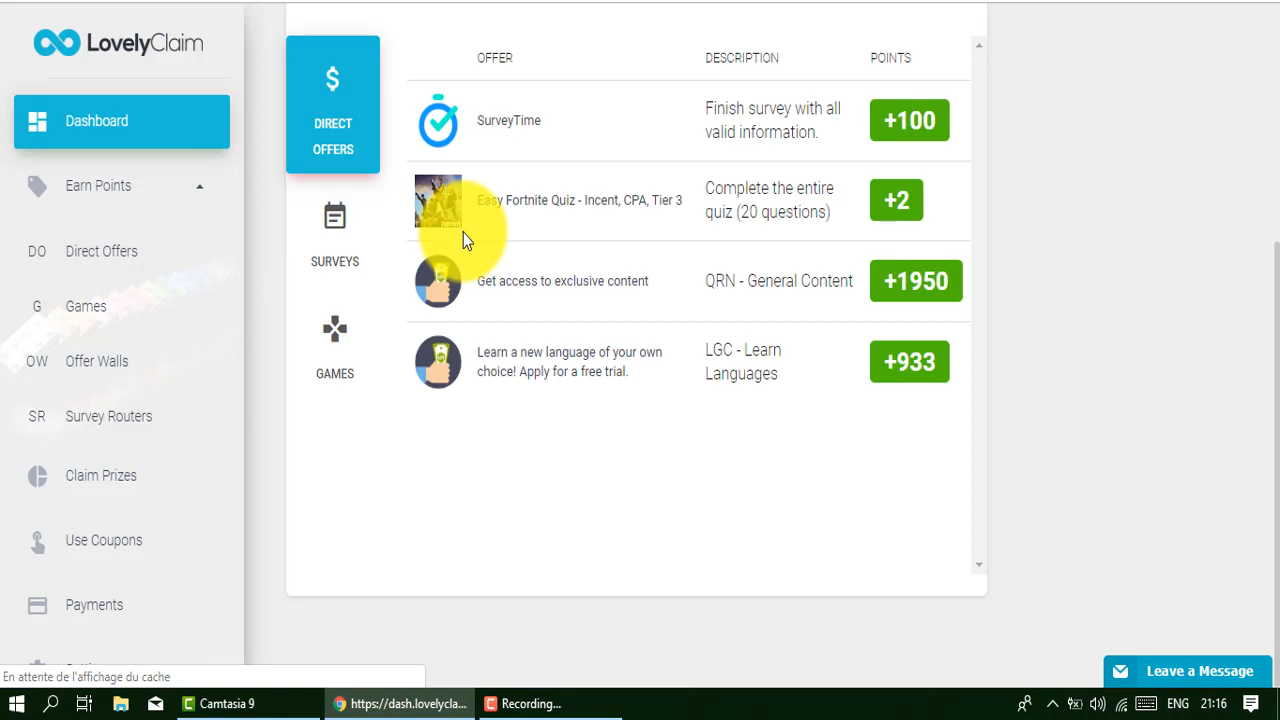 LovelyClaim
Dashboard
Earn Points
DO Direct Offers
G Games
OW Offer Walls
SR Survey Routers
Claim Prizes
Use Coupons
Payments
$
DIRECT
OFFERS
SURVEYS
GAMES
OFFER DESCRIPTION POINTS
SurveyTime
Finish survey with all
valid information.
+100
Easy Fortnite Quiz - Incent, CPA, Tier 3
Complete the entire
quiz (20 questions)
+2
Get access to exclusive content
QRN - General Content
+1950
Learn a new language of your own
choice! Apply for a free trial.
LGC - Learn
Languages
+933
Leave a Message
En attente de l'affichage du cache
Camtasia 9
https://dash.lovelycla...
Recording...
ENG
21:16